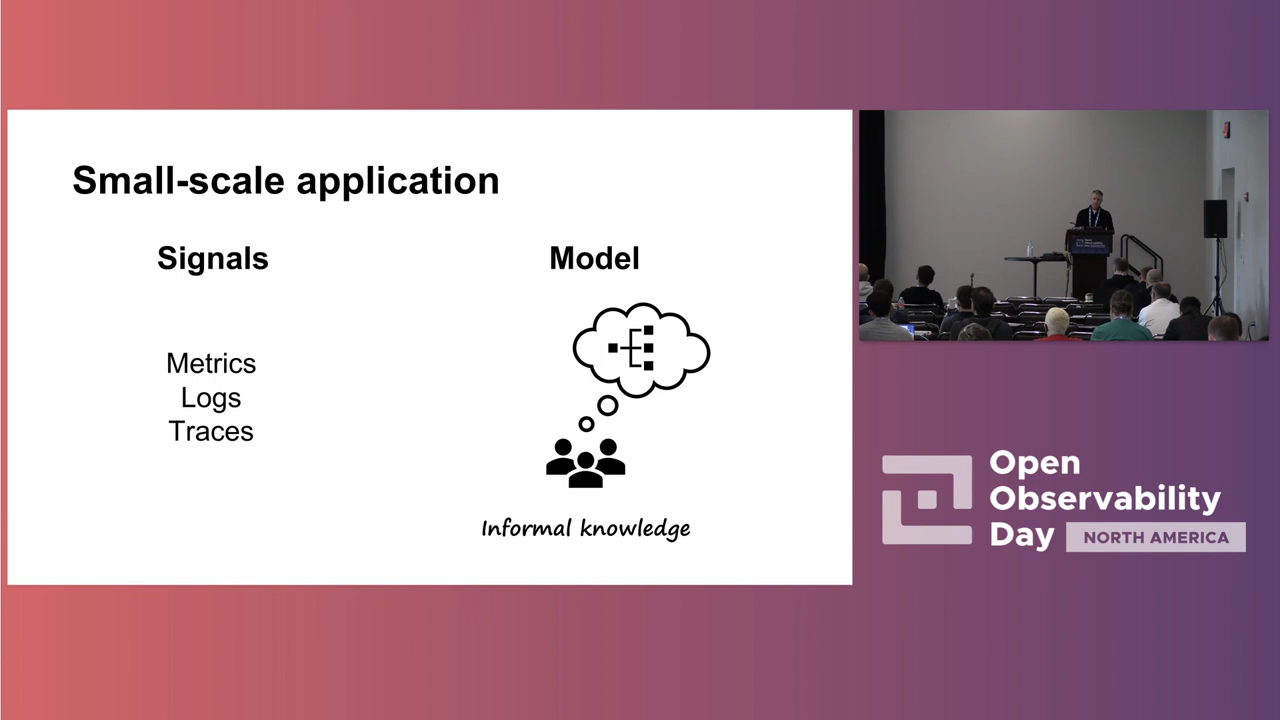 Small-scale application
Signals
Model
Metrics
Logs
Traces
Informal knowledge
Open
Observability
Day
NORTH AMERICA